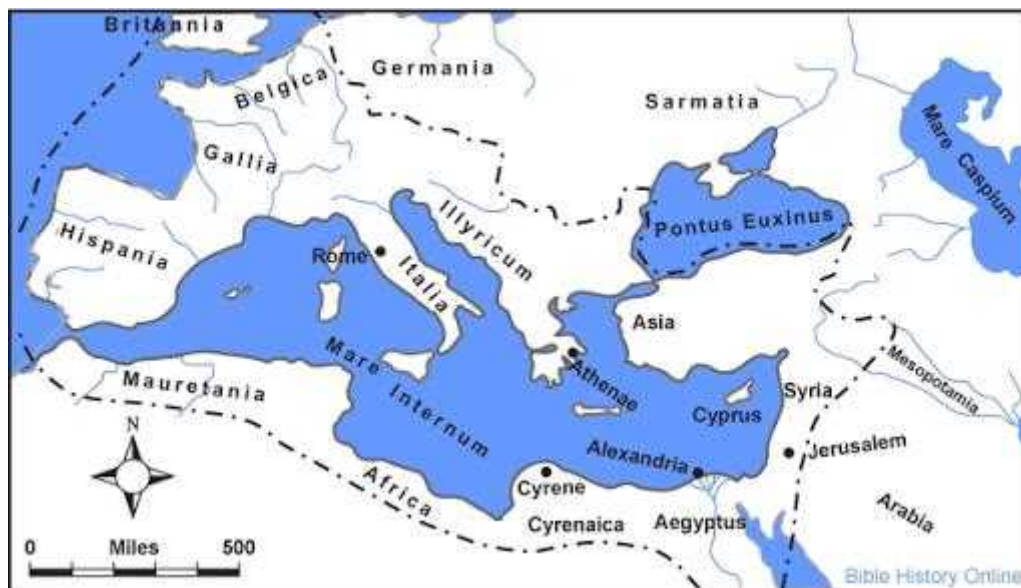 Britannia
Germania
Belgica
Sarmatia
Mare Caspium
Gallia
Illyricum
Pontus Euxinus
Hispania
Rome
Italia
Asia
Mare Internum
Athenae
Mesopotamia
Mauretania
Syria
Cyprus
N
Alexandria
Jerusalem
Africa
Cyrene
Arabia
Cyrenaica
Aegyptus
0 Miles 500
Bible History Online